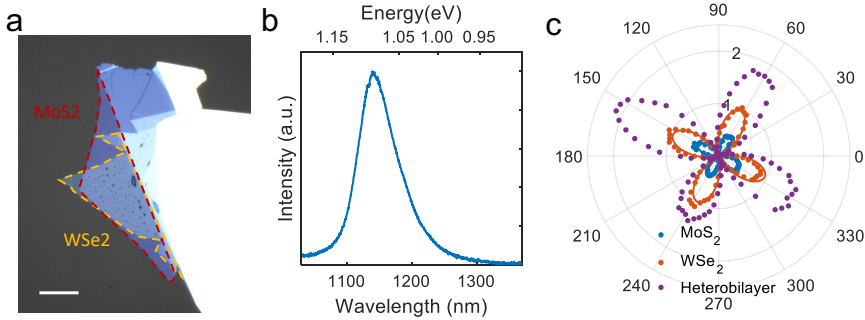 a
MoS2
WSe2
b
Energy(eV)
1.15 1.05 1.00 0.95
Intensity (a.u.)
1100 1200 1300
Wavelength (nm)
c
90
120 60
150 30
180 0
210 330
240 300
270
1
2
MoS2
WSe2
Heterobilayer